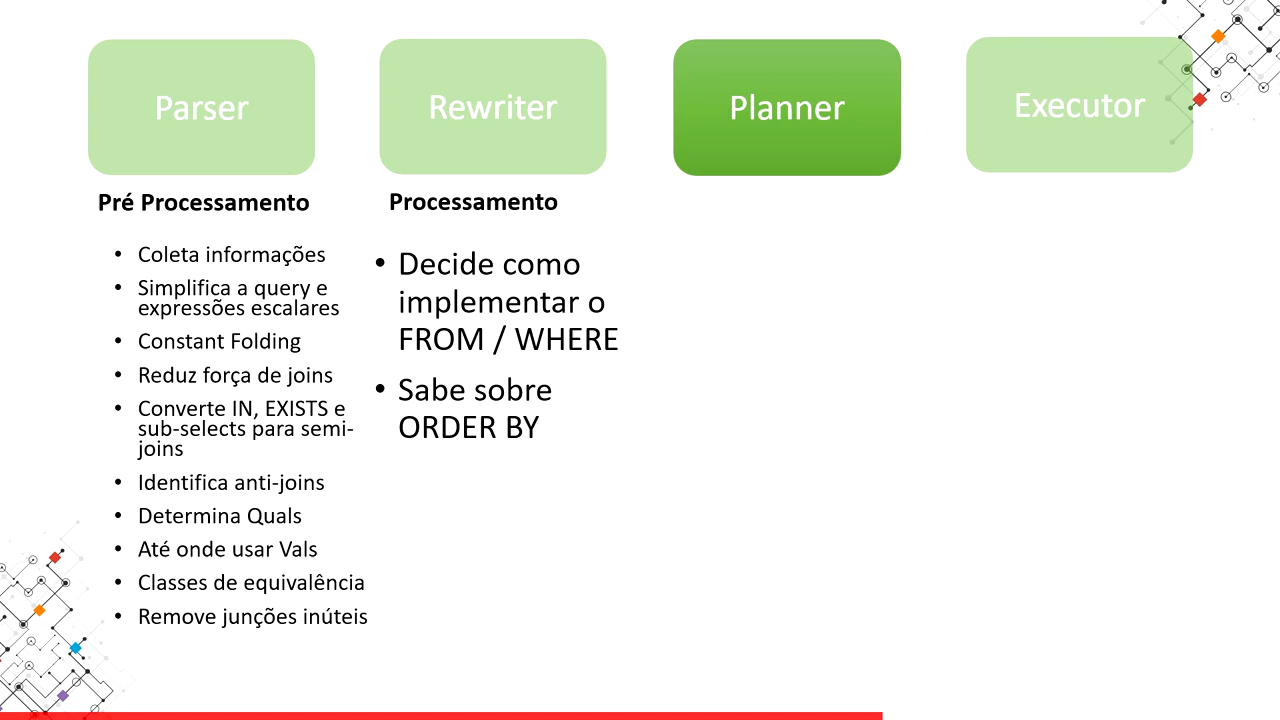 Parser
Rewriter
Planner
Executor
Pré Processamento
• Coleta informações
• Simplifica a query e
expressões escalares
• Constant Folding
• Reduz força de joins
• Converte IN, EXISTS e
sub-selects para semi-
joins
• Identifica anti-joins
• Determina Quals
• Até onde usar Vals
• Classes de equivalência
• Remove junções inúteis
Processamento
• Decide como
implementar o
FROM / WHERE
• Sabe sobre
ORDER BY